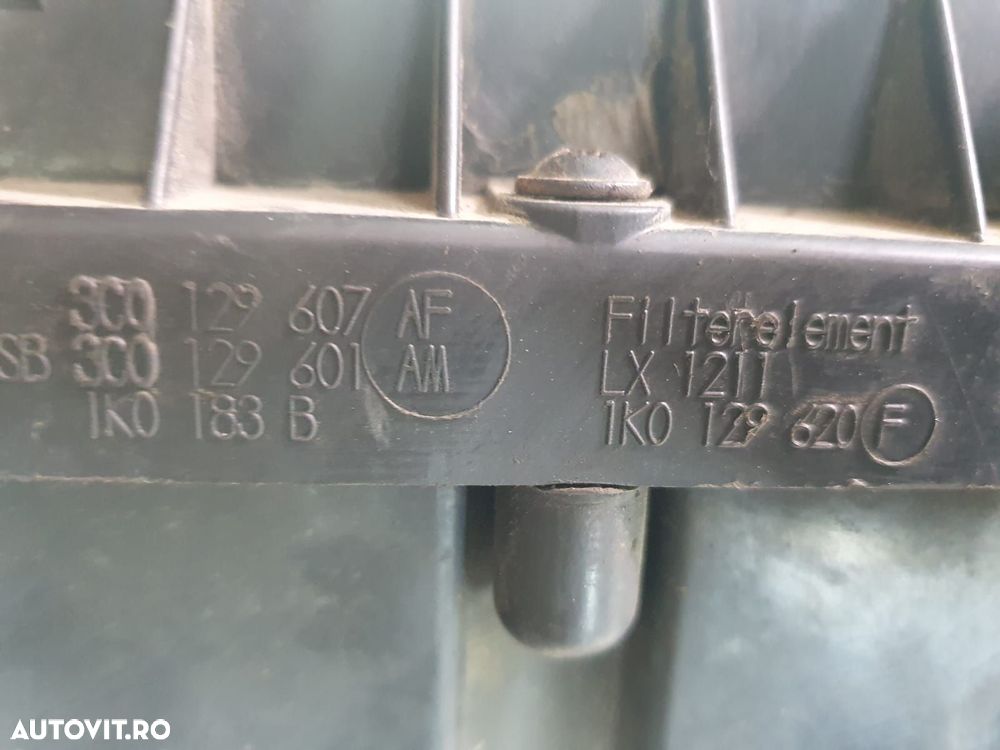 3C0 129 607 AF
SB 3C0 129 601 AM
1K0 183 B
Filterelement
LX 1211
1K0 129 620 F
AUTOVIT.RO